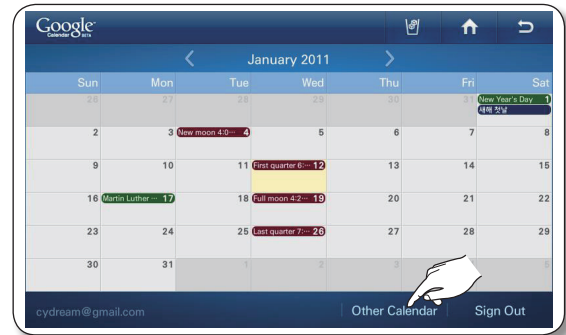 Google
Calendar BETA
January 2011
Sun Mon Tue Wed Thu Fri Sat
26 27 28 29 30 31 New Year's Day 1
새해 첫날
2 3 New moon 4:0⋯ 4 5 6 7 8
9 10 11 First quarter 6:⋯ 12 13 14 15
16 Martin Luther ⋯ 17 18 Full moon 4:2⋯ 19 20 21 22
23 24 25 Last quarter 7:⋯ 26 27 28 29
30 31 1 2 3 5
cydream@gmail.com Other Calendar Sign Out